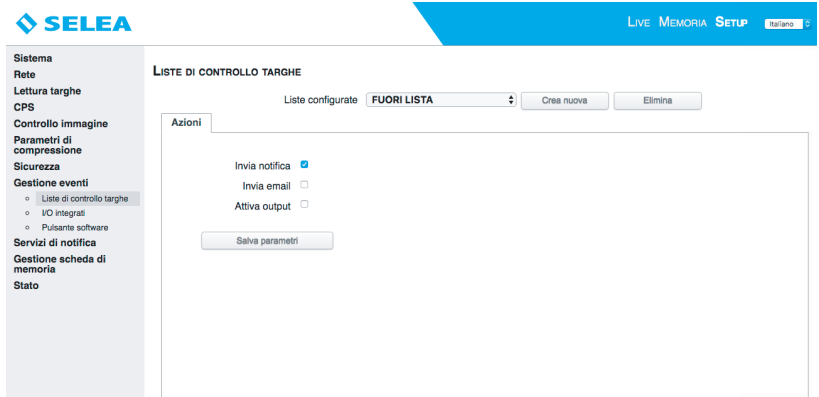 SELEA
LIVE MEMORIA SETUP Italiano
Sistema
Rete
Lettura targhe
CPS
Controllo immagine
Parametri di
compressione
Sicurezza
Gestione eventi
Liste di controllo targhe
I/O integrati
Pulsante software
Servizi di notifica
Gestione scheda di
memoria
Stato
LISTE DI CONTROLLO TARGHE
Liste configurate FUORI LISTA Crea nuova Elimina
Azioni
Invia notifica
Invia email
Attiva output
Salva parametri